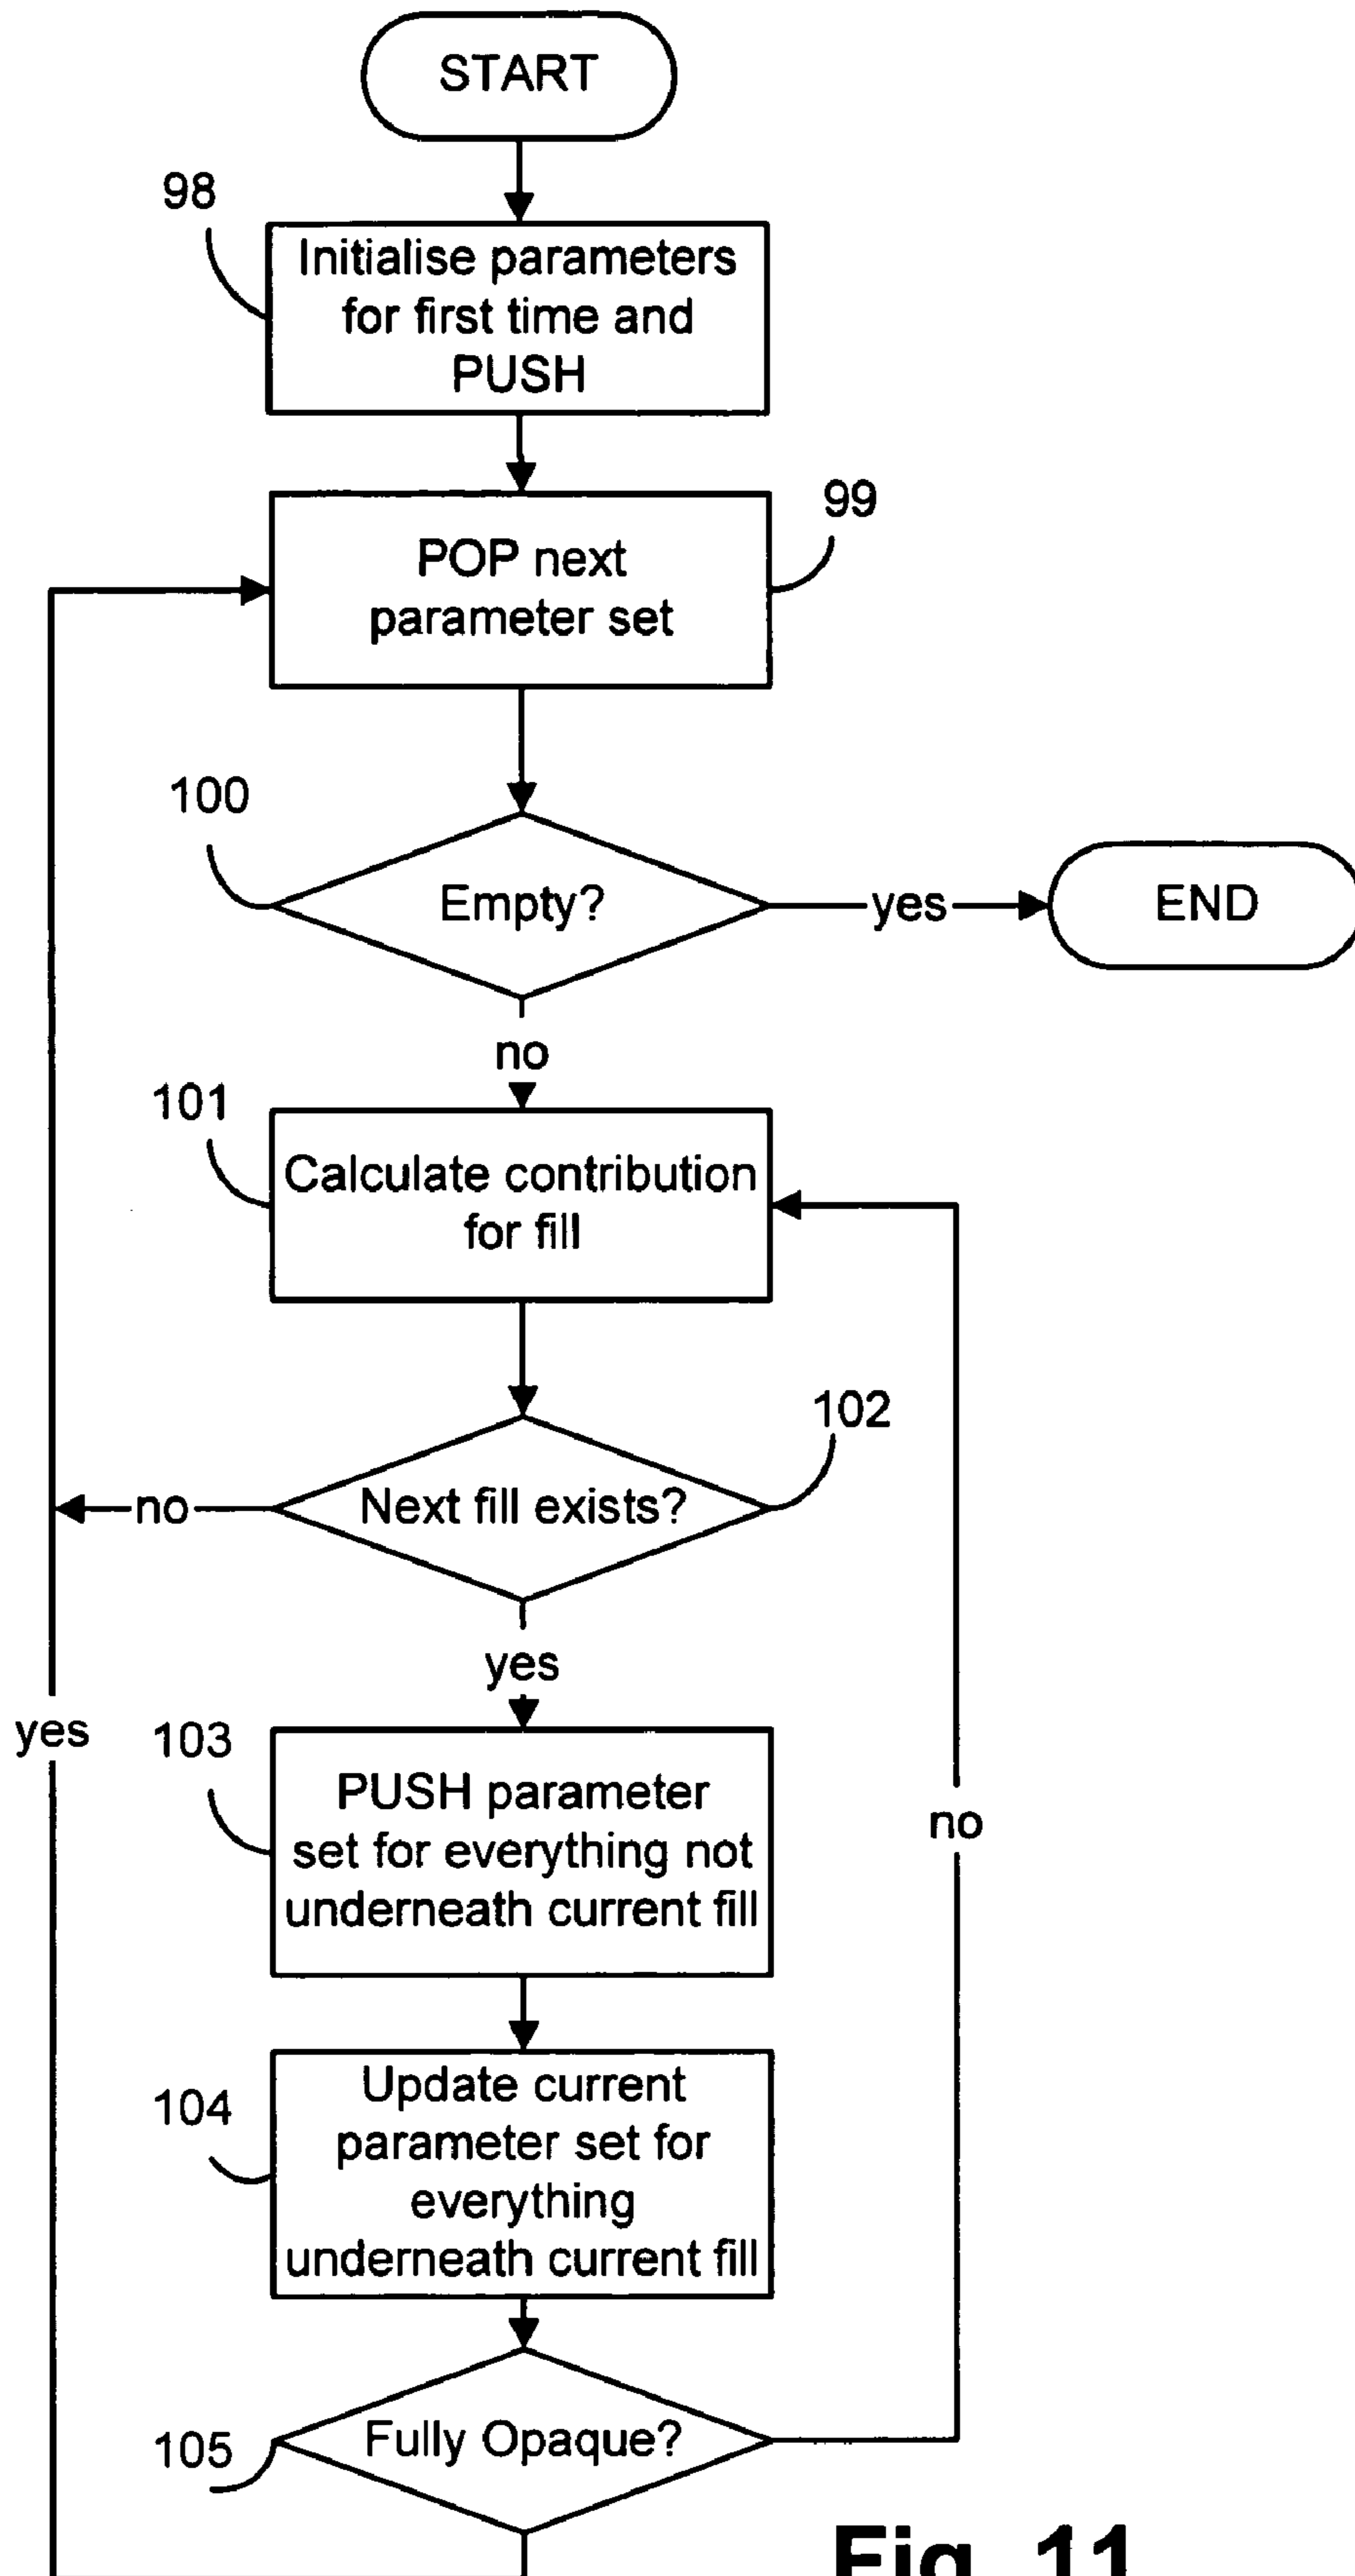 START
98
Initialise parameters
for first time and
PUSH
99
POP next
parameter set
100
Empty?
yes
END
no
101
Calculate contribution
for fill
102
Next fill exists?
no
yes
yes
103
PUSH parameter
set for everything not
underneath current fill
no
104
Update current
parameter set for
everything
underneath current fill
105
Fully Opaque?
Fig. 11